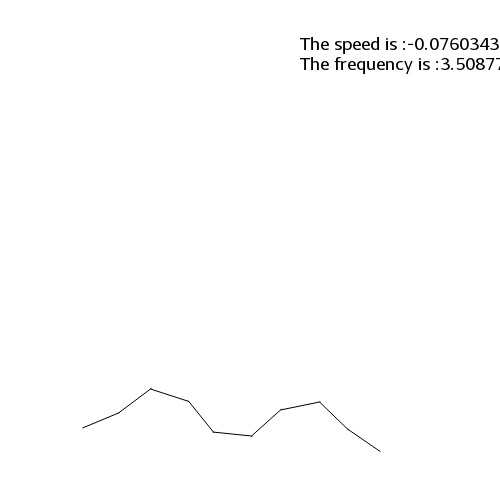 The speed is :-0.0760343
The frequency is :3.50877